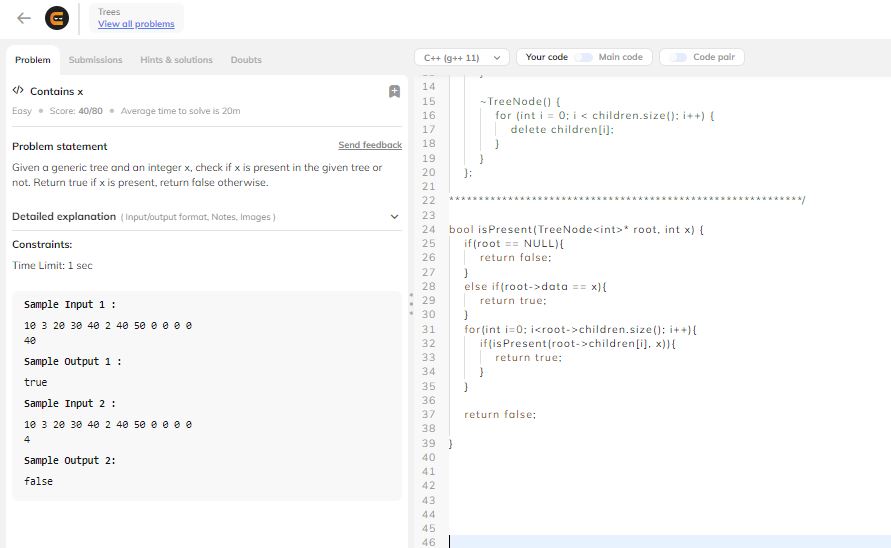 Trees
View all problems
Problem
Submissions
Hints & solutions
Doubts
</> Contains x
Easy • Score: 40/80 • Average time to solve is 20m
Problem statement
Send feedback
Given a generic tree and an integer x, check if x is present in the given tree or
not. Return true if x is present, return false otherwise.
Detailed explanation ( Input/output format, Notes, Images )
Constraints:
Time Limit: 1 sec
Sample Input 1 :
10 3 20 30 40 2 40 50 0 0 0 0
40
Sample Output 1 :
true
Sample Input 2 :
10 3 20 30 40 2 40 50 0 0 0 0
4
Sample Output 2:
false
C++ (g++ 11)
Your code
Main code
Code pair
14
15 ~TreeNode() {
16 for (int i = 0; i < children.size(); i++) {
17 delete children[i];
18 }
19 }
20 };
21
22 ************************************************************/
23
24 bool isPresent(TreeNode<int>* root, int x) {
25 if(root == NULL){
26 return false;
27 }
28 else if(root->data == x){
29 return true;
30 }
31 for(int i=0; i<root->children.size(); i++){
32 if(isPresent(root->children[i], x)){
33 return true;
34 }
35 }
36
37 return false;
38
39 }
40
41
42
43
44
45
46